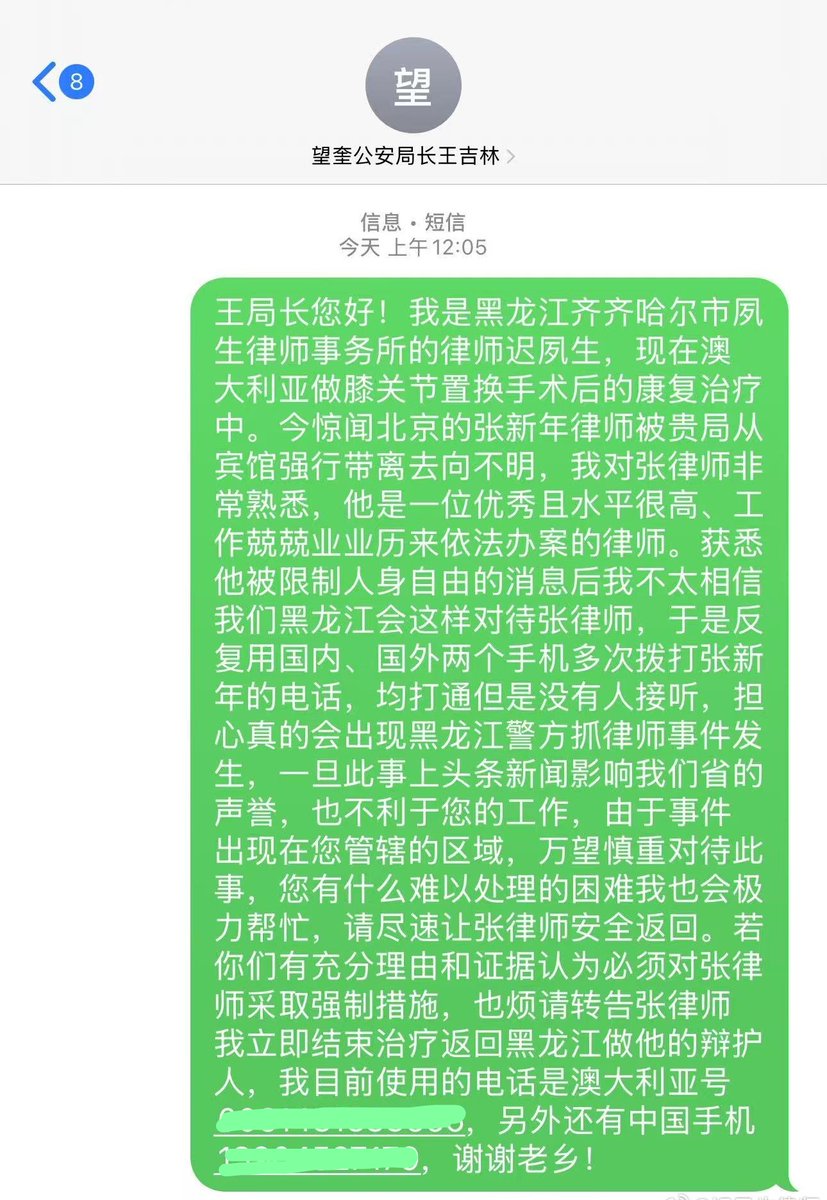 8
望
望奎公安局长王吉林
信息·短信
今天 上午12:05
王局长您好！我是黑龙江齐齐哈尔市夙
生律师事务所的律师迟夙生，现在澳
大利亚做膝关节置换手术后的康复治疗
中。今惊闻北京的张新年律师被贵局从
宾馆强行带离去向不明，我对张律师非
常熟悉，他是一位优秀且水平很高、工
作兢兢业业历来依法办案的律师。获悉
他被限制人身自由的消息后我不太相信
我们黑龙江会这样对待张律师，于是反
复用国内、国外两个手机多次拨打张新
年的电话，均打通但是没有人接听，担
心真的会出现黑龙江警方抓律师事件发
生，一旦此事上头条新闻影响我们省的
声誉，也不利于您的工作，由于事件
出现在您管辖的区域，万望慎重对待此
事，您有什么难以处理的困难我也会极
力帮忙，请尽速让张律师安全返回。若
你们有充分理由和证据认为必须对张律
师采取强制措施，也烦请转告张律师
我立即结束治疗返回黑龙江做他的辩护
人，我目前使用的电话是澳大利亚号
，另外还有中国手机
，谢谢老乡！